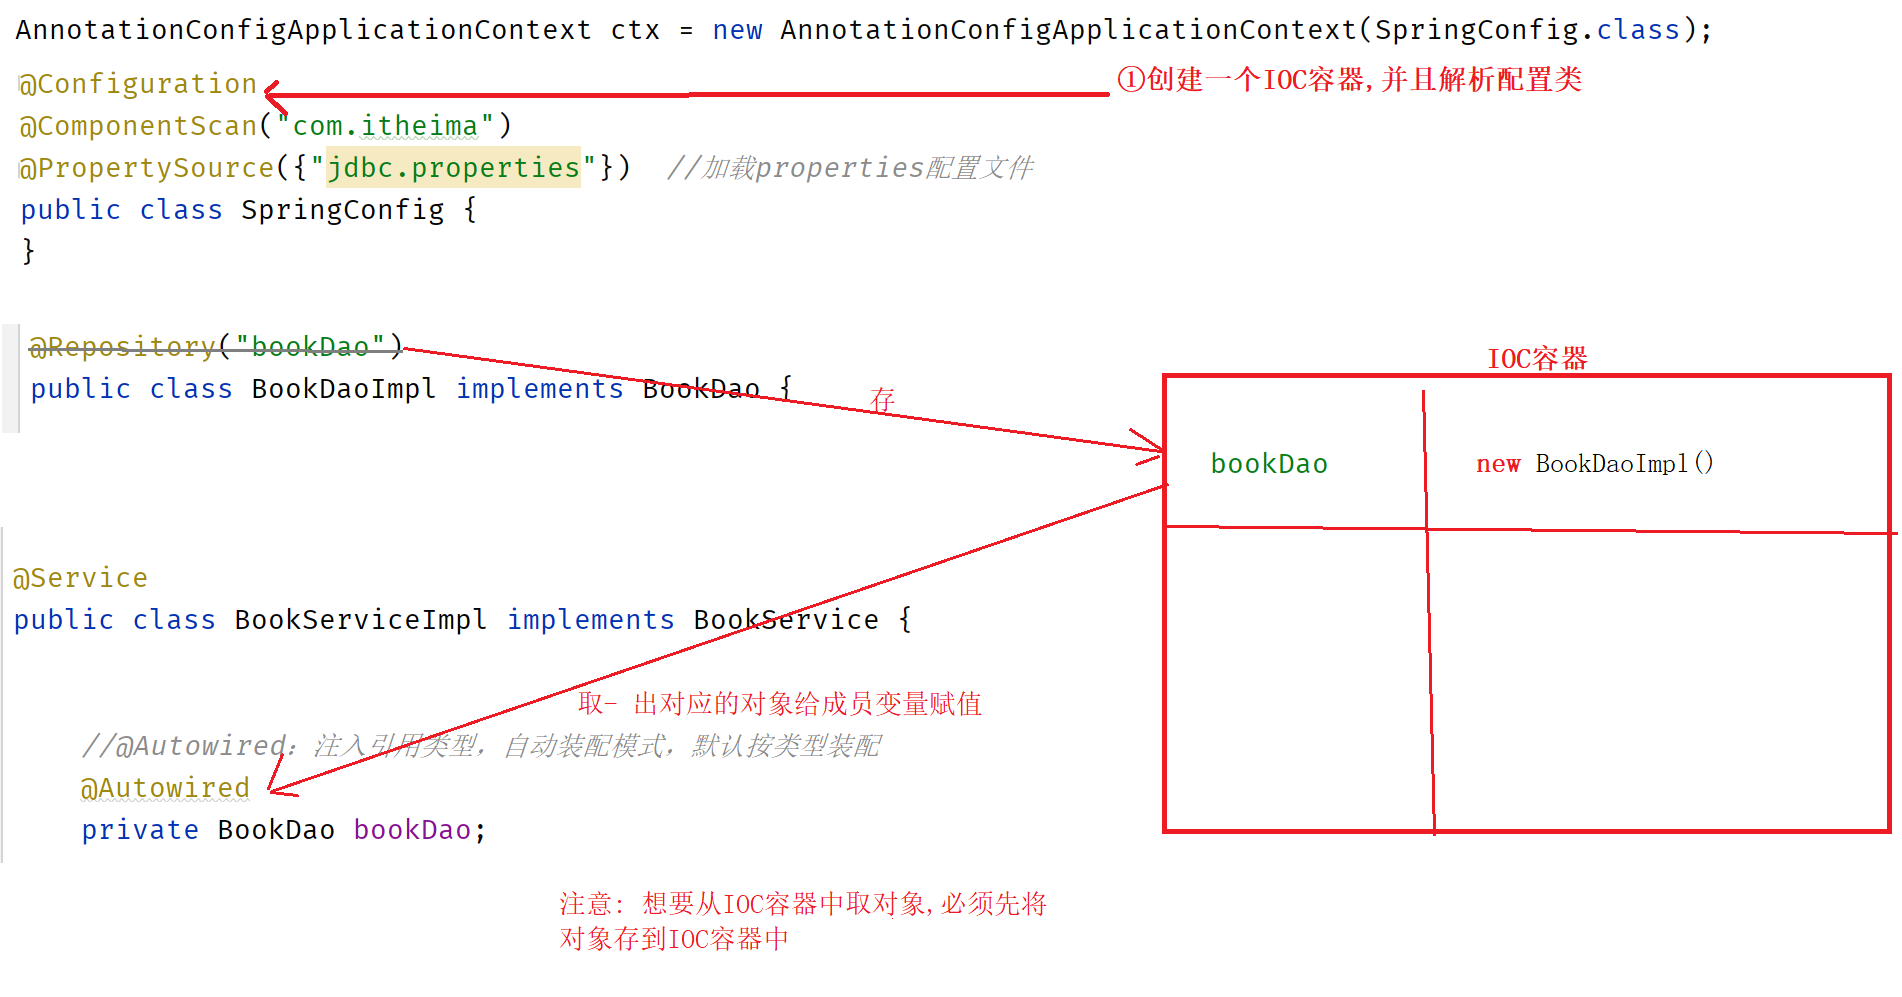 AnnotationConfigApplicationContext ctx = new AnnotationConfigApplicationContext(SpringConfig.class);
①创建一个IOC容器,并且解析配置类
@Configuration
@ComponentScan("com.itheima")
@PropertySource({"jdbc.properties"})  //加载properties配置文件
public class SpringConfig {
}
@Repository("bookDao")
public class BookDaoImpl implements BookDao {
存
IOC容器
bookDao
new BookDaoImpl()
@Service
public class BookServiceImpl implements BookService {
取- 出对应的对象给成员变量赋值
//@Autowired：注入引用类型，自动装配模式，默认按类型装配
@Autowired
private BookDao bookDao;
注意: 想要从IOC容器中取对象,必须先将
对象存到IOC容器中